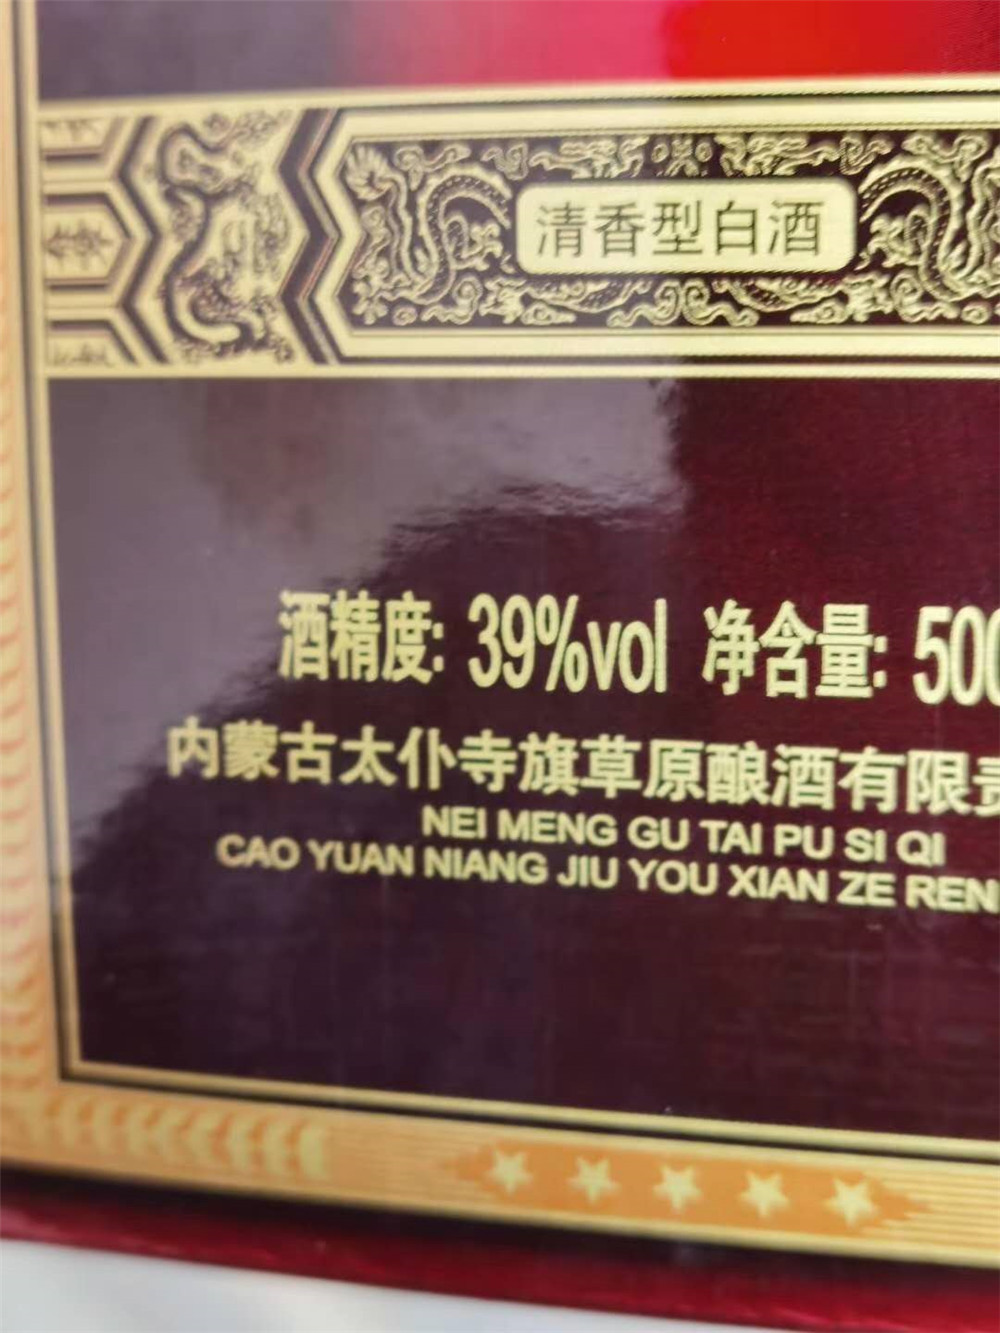 清香型白酒
酒精度: 39%vol 净含量: 500
内蒙古太仆寺旗草原酿酒有限责
NEI MENG GU TAI PU SI QI
CAO YUAN NIANG JIU YOU XIAN ZE REN